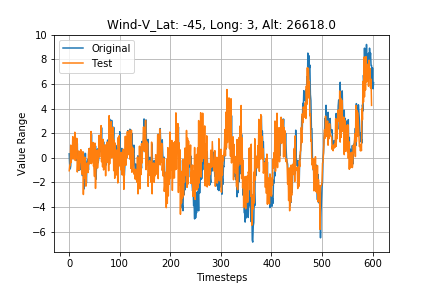 Wind-V_Lat: -45, Long: 3, Alt: 26618.0
Original
Test
Value Range
10
8
6
4
2
0
−2
−4
−6
0 100 200 300 400 500 600
Timesteps